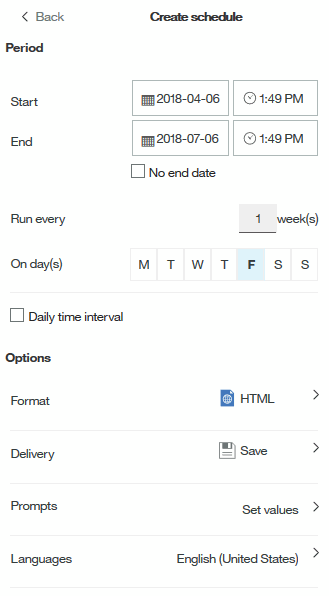 Back Create schedule
Period
Start 2018-04-06 1:49 PM
End 2018-07-06 1:49 PM
No end date
Run every 1 week(s)
On day(s) M T W T F S S
Daily time interval
Options
Format HTML
Delivery Save
Prompts Set values
Languages English (United States)